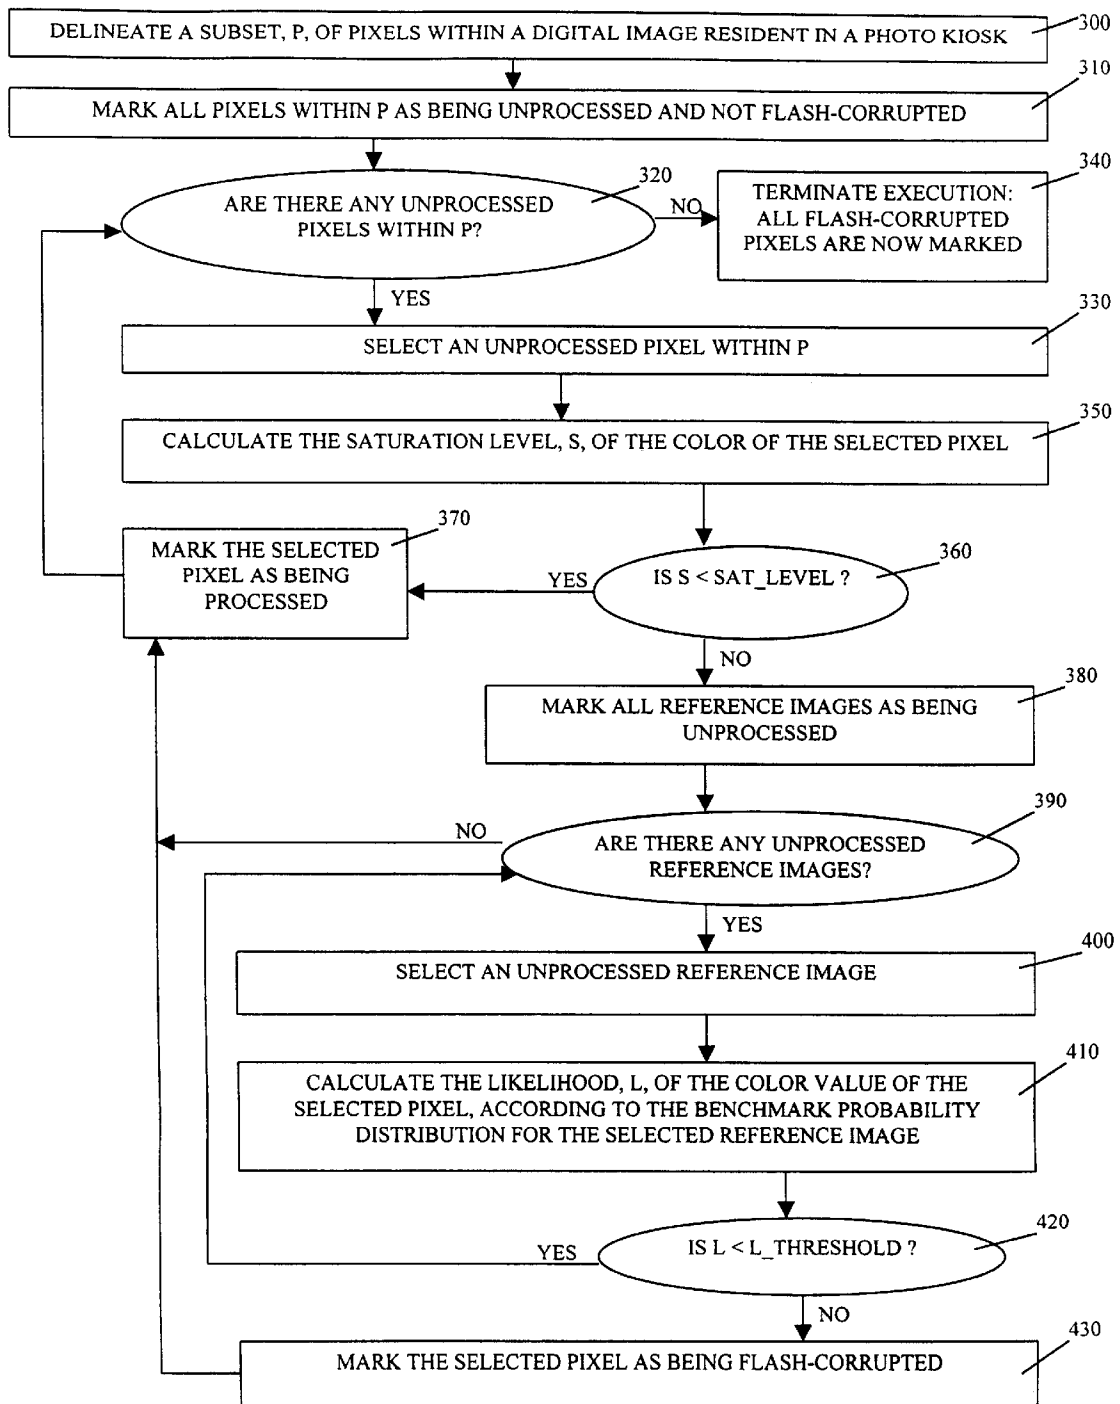 300
DELINEATE A SUBSET, P, OF PIXELS WITHIN A DIGITAL IMAGE RESIDENT IN A PHOTO KIOSK
310
MARK ALL PIXELS WITHIN P AS BEING UNPROCESSED AND NOT FLASH-CORRUPTED
320
ARE THERE ANY UNPROCESSED
PIXELS WITHIN P?
NO
340
TERMINATE EXECUTION:
ALL FLASH-CORRUPTED
PIXELS ARE NOW MARKED
YES
330
SELECT AN UNPROCESSED PIXEL WITHIN P
350
CALCULATE THE SATURATION LEVEL, S, OF THE COLOR OF THE SELECTED PIXEL
370
MARK THE SELECTED
PIXEL AS BEING
PROCESSED
YES
360
IS S < SAT_LEVEL ?
NO
380
MARK ALL REFERENCE IMAGES AS BEING
UNPROCESSED
390
NO
ARE THERE ANY UNPROCESSED
REFERENCE IMAGES?
YES
400
SELECT AN UNPROCESSED REFERENCE IMAGE
410
CALCULATE THE LIKELIHOOD, L, OF THE COLOR VALUE OF THE
SELECTED PIXEL, ACCORDING TO THE BENCHMARK PROBABILITY
DISTRIBUTION FOR THE SELECTED REFERENCE IMAGE
420
YES
IS L < L_THRESHOLD ?
NO
430
MARK THE SELECTED PIXEL AS BEING FLASH-CORRUPTED